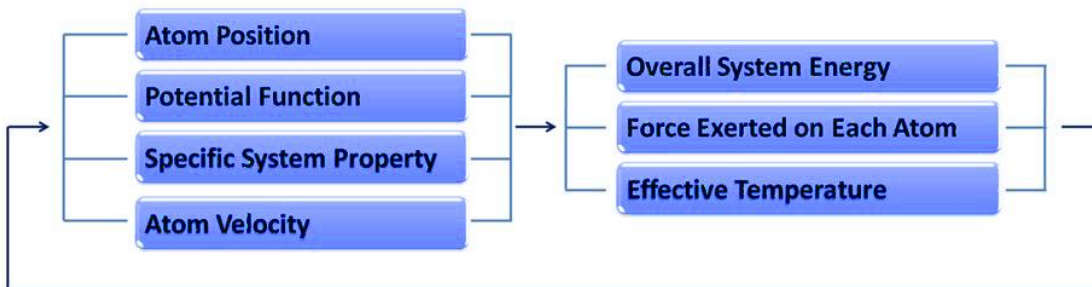 Atom Position
Potential Function
Specific System Property
Atom Velocity
Overall System Energy
Force Exerted on Each Atom
Effective Temperature